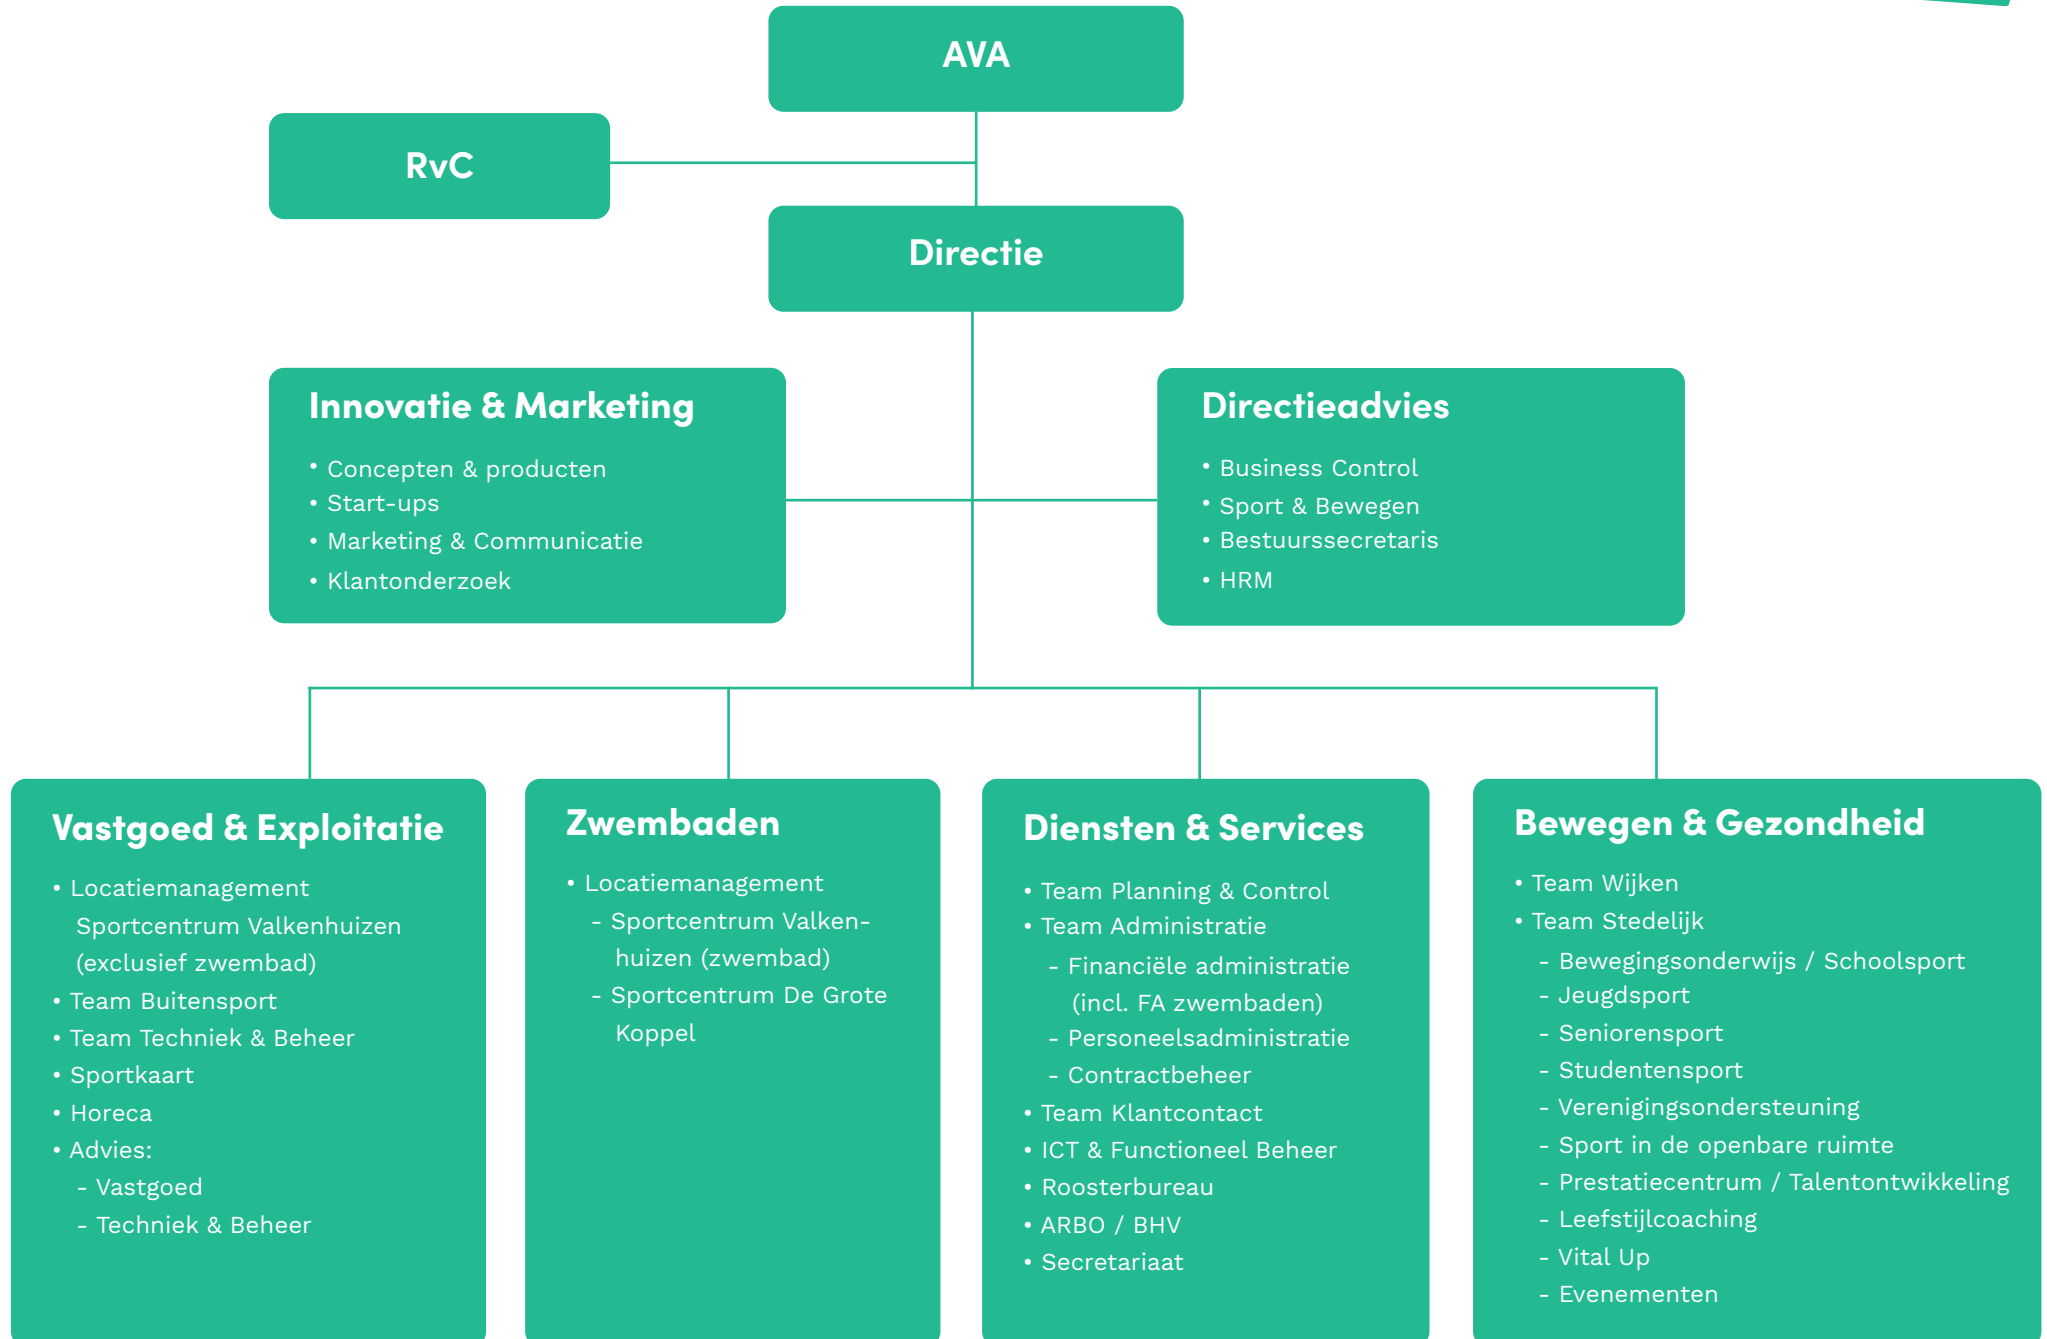 AVA
RvC
Directie
Innovatie & Marketing
• Concepten & producten
• Start-ups
• Marketing & Communicatie
• Klantonderzoek
Directieadvies
• Business Control
• Sport & Bewegen
• Bestuurssecretaris
• HRM
Vastgoed & Exploitatie
• Locatiemanagement
Sportcentrum Valkenhuizen
(exclusief zwembad)
• Team Buitensport
• Team Techniek & Beheer
• Sportkaart
• Horeca
• Advies:
- Vastgoed
- Techniek & Beheer
Zwembaden
• Locatiemanagement
- Sportcentrum Valken-
huizen (zwembad)
- Sportcentrum De Grote
Koppel
Diensten & Services
• Team Planning & Control
• Team Administratie
- Financiële administratie
(incl. FA zwembaden)
- Personeelsadministratie
- Contractbeheer
• Team Klantcontact
• ICT & Functioneel Beheer
• Roosterbureau
• ARBO / BHV
• Secretariaat
Bewegen & Gezondheid
• Team Wijken
• Team Stedelijk
- Bewegingsonderwijs / Schoolsport
- Jeugdsport
- Seniorensport
- Studentensport
- Verenigingsondersteuning
- Sport in de openbare ruimte
- Prestatiecentrum / Talentontwikkeling
- Leefstijlcoaching
- Vital Up
- Evenementen